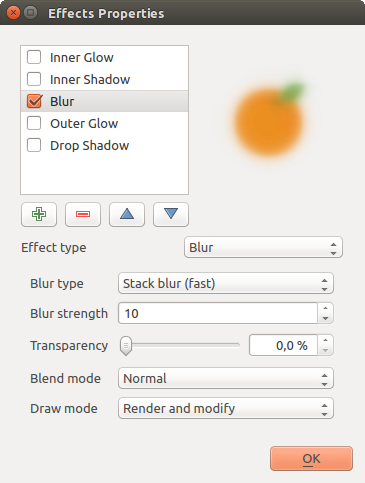 Effects Properties
Inner Glow
Inner Shadow
Blur
Outer Glow
Drop Shadow
Effect type Blur
Blur type Stack blur (fast)
Blur strength 10
Transparency 0,0 %
Blend mode Normal
Draw mode Render and modify
OK